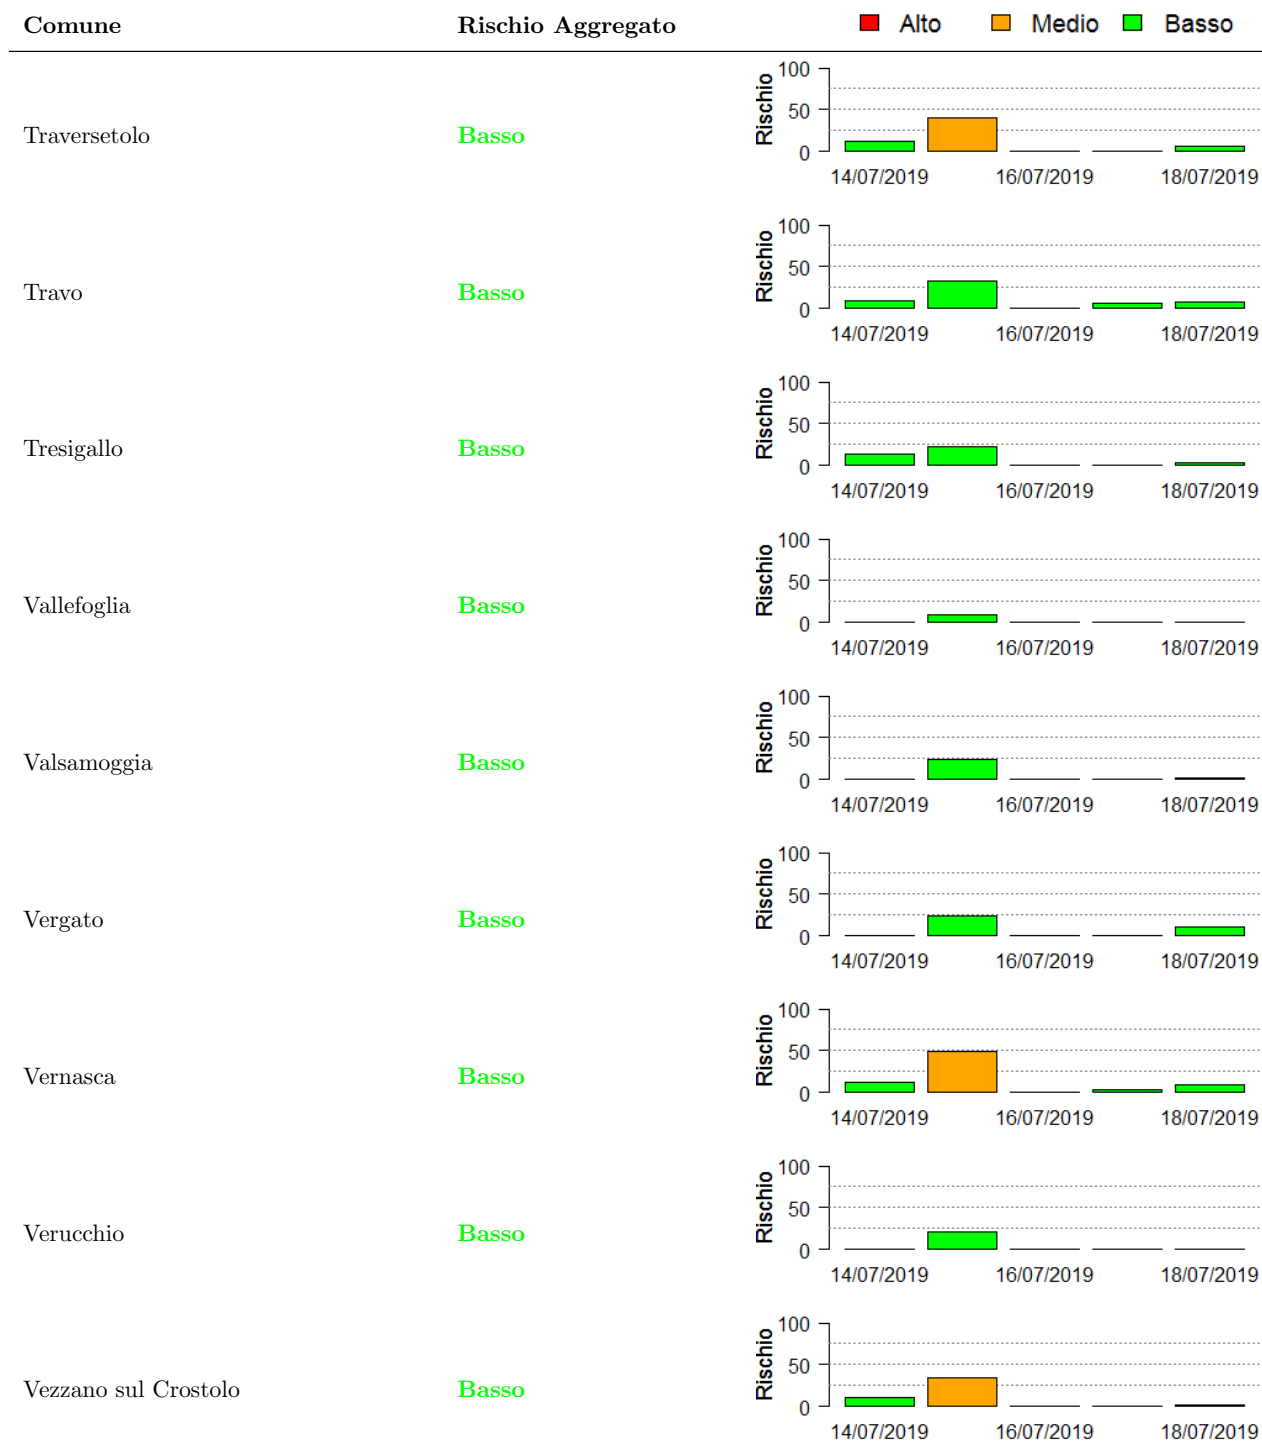 Comune Rischio Aggregato Alto Medio Basso
100
50
0
Rischio
Traversetolo Basso
14/07/2019 16/07/2019 18/07/2019
100
50
0
Rischio
Travo Basso
14/07/2019 16/07/2019 18/07/2019
100
50
0
Rischio
Tresigallo Basso
14/07/2019 16/07/2019 18/07/2019
100
50
0
Rischio
Vallefoglia Basso
14/07/2019 16/07/2019 18/07/2019
100
50
0
Rischio
Valsamoggia Basso
14/07/2019 16/07/2019 18/07/2019
100
50
0
Rischio
Vergato Basso
14/07/2019 16/07/2019 18/07/2019
100
50
0
Rischio
Vernasca Basso
14/07/2019 16/07/2019 18/07/2019
100
50
0
Rischio
Verucchio Basso
14/07/2019 16/07/2019 18/07/2019
100
50
0
Rischio
Vezzano sul Crostolo Basso
14/07/2019 16/07/2019 18/07/2019